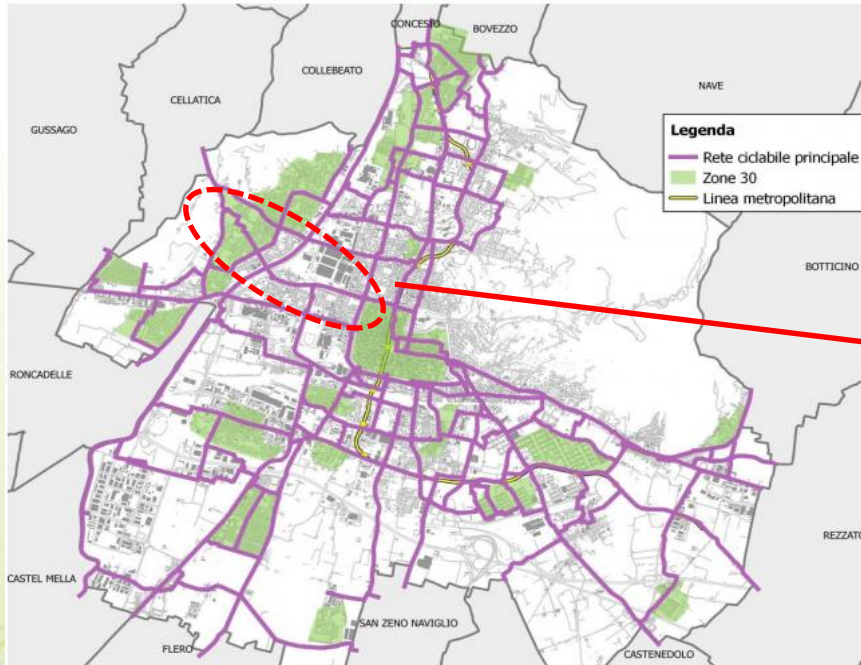 CONCESIO
BOVEZZO
COLLEBEATO
CELLATICA
NAVE
GUSSAGO
Legenda
Rete ciclabile principale
Zone 30
Linea metropolitana
BOTTICINO
RONCADELLE
REZZATO
CASTEL MELLA
SAN ZENO NAVIGLIO
FLERO
CASTENEDOLO